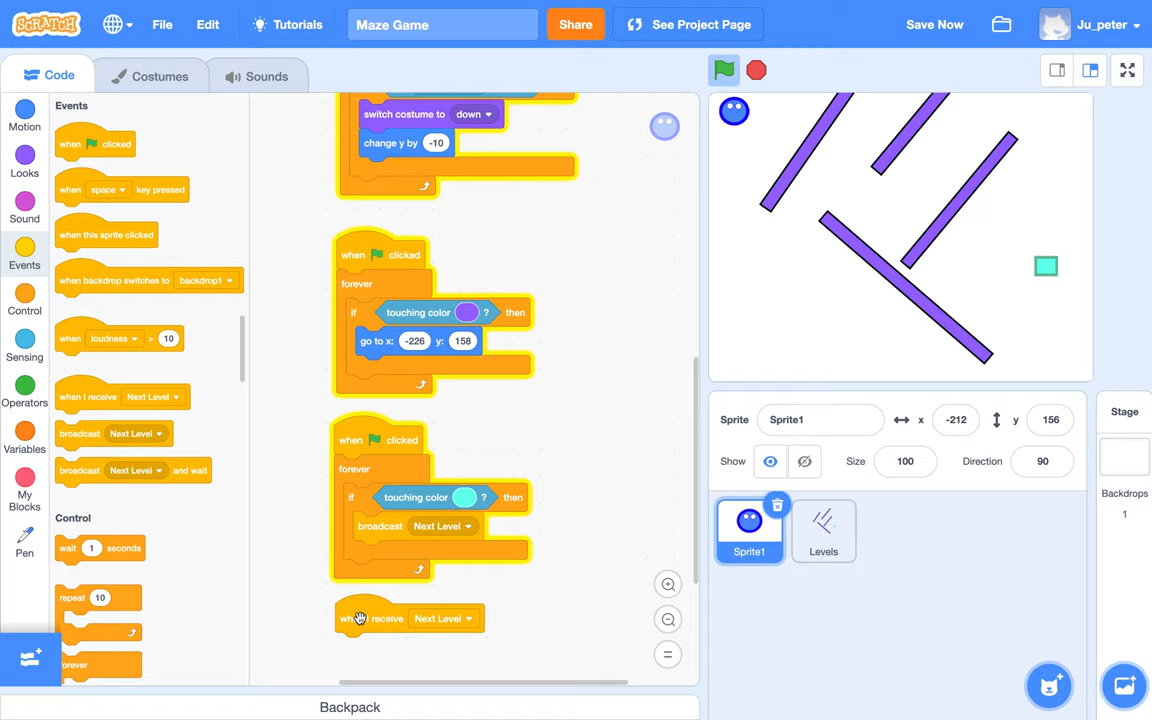 SCRATCH
File
Edit
Tutorials
Maze Game
Share
See Project Page
Save Now
Ju_peter
Code
Costumes
Sounds
Motion
Looks
Sound
Events
Control
Sensing
Operators
Variables
My
Blocks
Pen
Events
when clicked
when space key pressed
when this sprite clicked
when backdrop switches to backdrop1
when loudness > 10
when I receive Next Level
broadcast Next Level
broadcast Next Level and wait
Control
wait 1 seconds
repeat 10
forever
switch costume to down
change y by -10
when clicked
forever
if touching color ? then
go to x: -226 y: 158
when clicked
forever
if touching color ? then
broadcast Next Level
receive Next Level
Backpack
Sprite Sprite1 x -212 y 156
Show Size 100 Direction 90
Sprite1
Levels
Stage
Backdrops
1